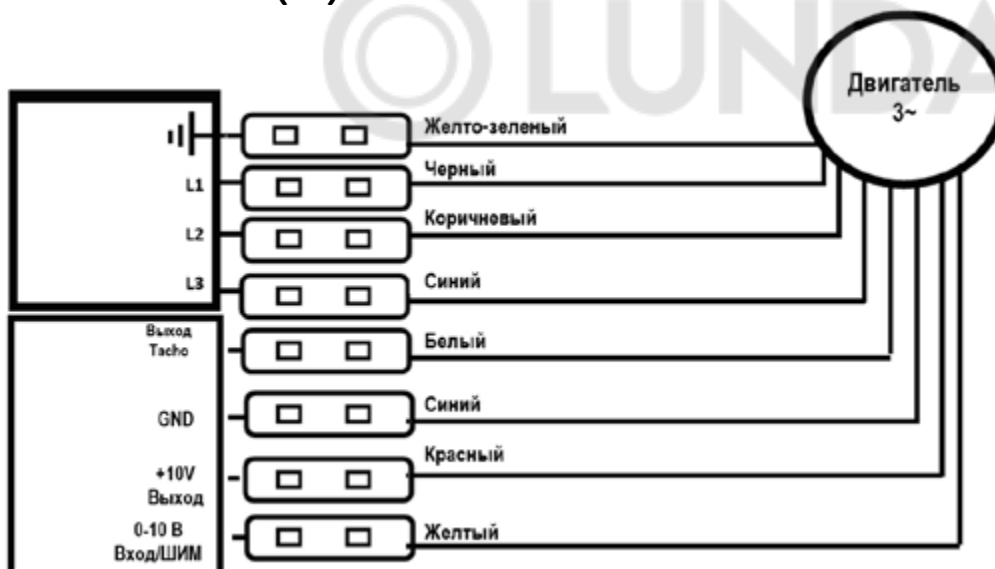 LUNDA
Двигатель
3~
Желто-зеленый
L1
Черный
L2
Коричневый
L3
Синий
Выход
Tacho
Белый
GND
Синий
+10V
Выход
Красный
0-10 В
Вход/ШИМ
Желтый